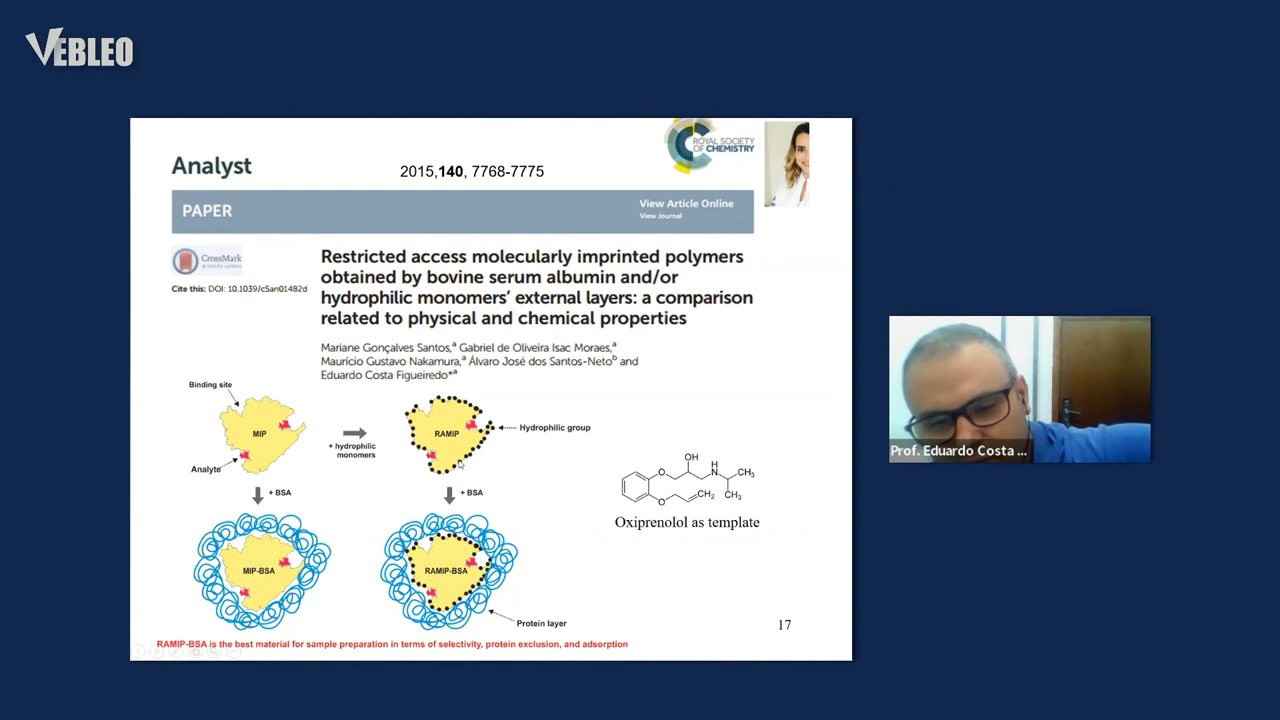 VEBLEO
ROYAL SOCIETY
OF CHEMISTRY
Analyst
2015,140, 7768-7775
PAPER
View Article Online
View Journal
CrossMark
Cite this: DOI: 10.1039/c5an01482d
Restricted access molecularly imprinted polymers
obtained by bovine serum albumin and/or
hydrophilic monomers' external layers: a comparison
related to physical and chemical properties
Mariane Gonçalves Santos,ᵃ Gabriel de Oliveira Isac Moraes,ᵃ
Maurício Gustavo Nakamura,ᵃ Álvaro José dos Santos-Netoᵇ and
Eduardo Costa Figueiredo*ᵃ
Binding site
MIP
Analyte
+ hydrophilic
monomers
RAMIP
Hydrophilic group
+ BSA
+ BSA
MIP-BSA
RAMIP-BSA
Protein layer
OH
O
H
N
CH₃
CH₃
O
CH₂
Oxiprenolol as template
17
RAMIP-BSA is the best material for sample preparation in terms of selectivity, protein exclusion, and adsorption
Prof. Eduardo Costa ...